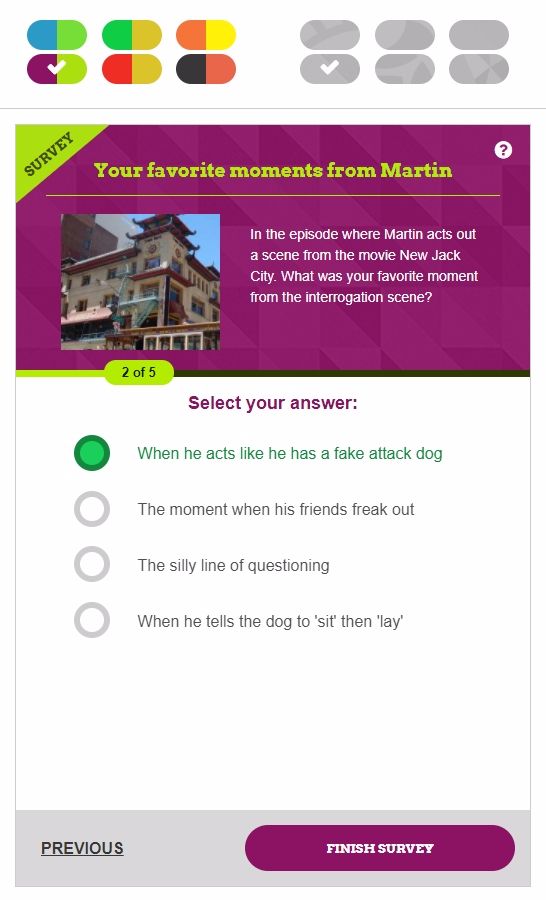 SURVEY
?
Your favorite moments from Martin
In the episode where Martin acts out
a scene from the movie New Jack
City. What was your favorite moment
from the interrogation scene?
2 of 5
Select your answer:
When he acts like he has a fake attack dog
The moment when his friends freak out
The silly line of questioning
When he tells the dog to 'sit' then 'lay'
PREVIOUS
FINISH SURVEY